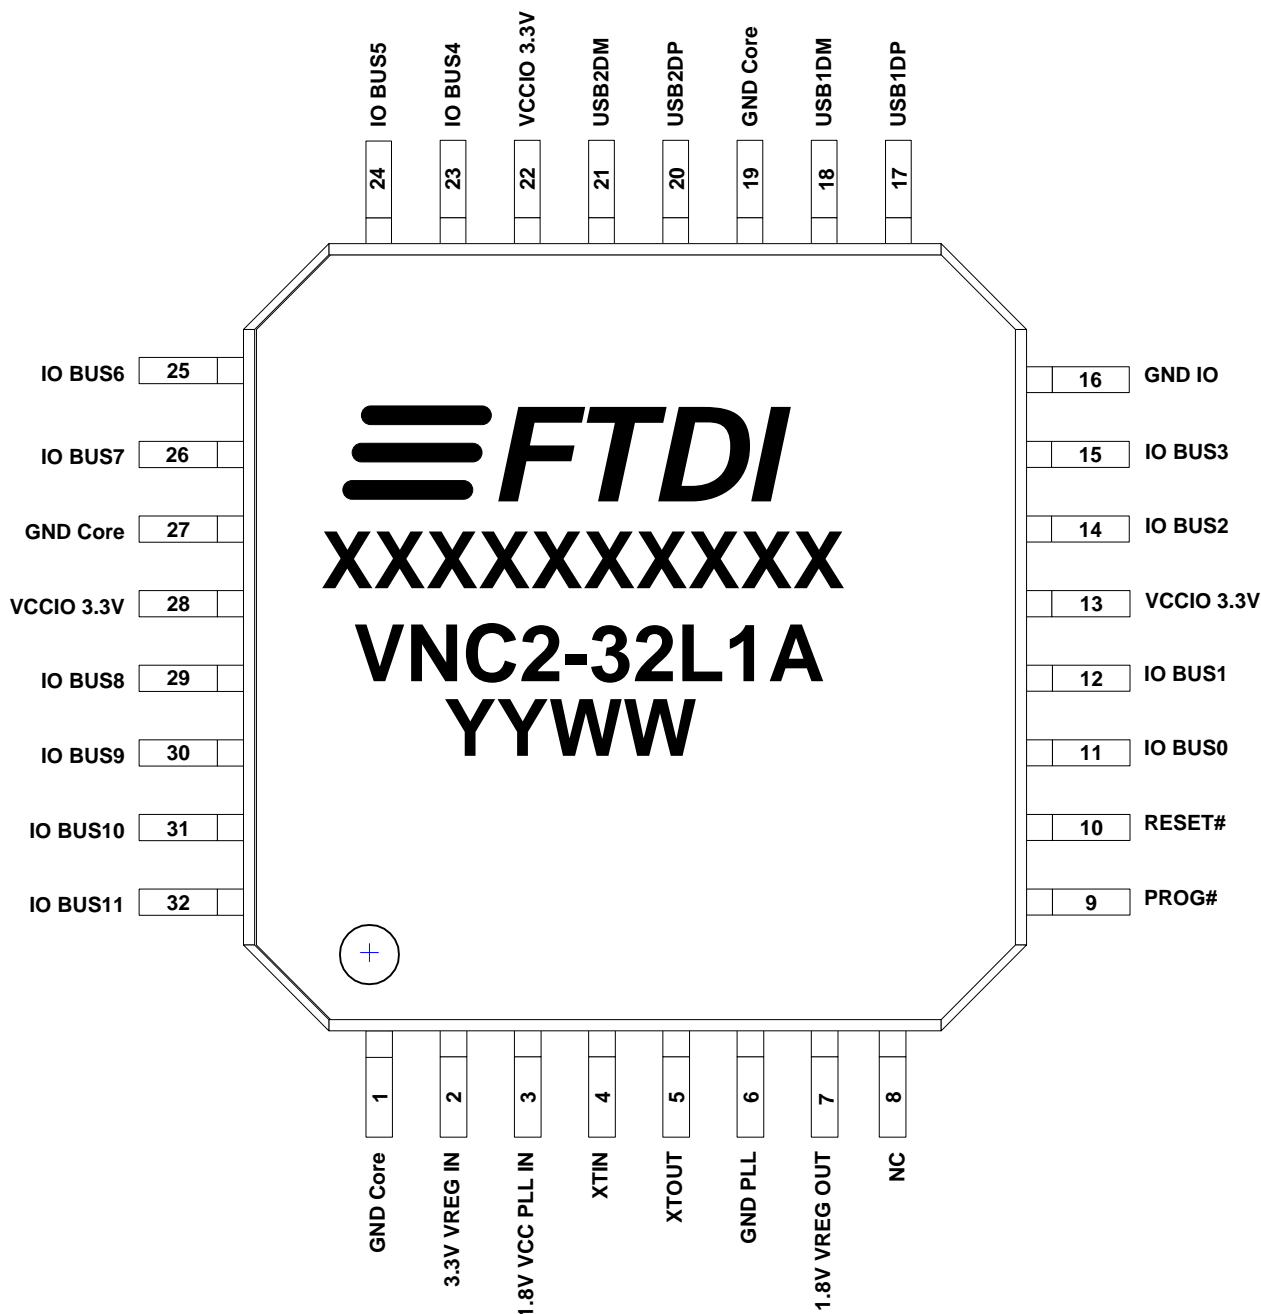 IO BUS5
IO BUS4
VCCIO 3.3V
USB2DM
USB2DP
GND Core
USB1DM
USB1DP
24
23
22
21
20
19
18
17
IO BUS6 25
IO BUS7 26
GND Core 27
VCCIO 3.3V 28
IO BUS8 29
IO BUS9 30
IO BUS10 31
IO BUS11 32
FTDI
XXXXXXXXXX
VNC2-32L1A
YYWW
16 GND IO
15 IO BUS3
14 IO BUS2
13 VCCIO 3.3V
12 IO BUS1
11 IO BUS0
10 RESET#
9 PROG#
1
2
3
4
5
6
7
8
GND Core
3.3V VREG IN
1.8V VCC PLL IN
XTIN
XTOUT
GND PLL
1.8V VREG OUT
NC